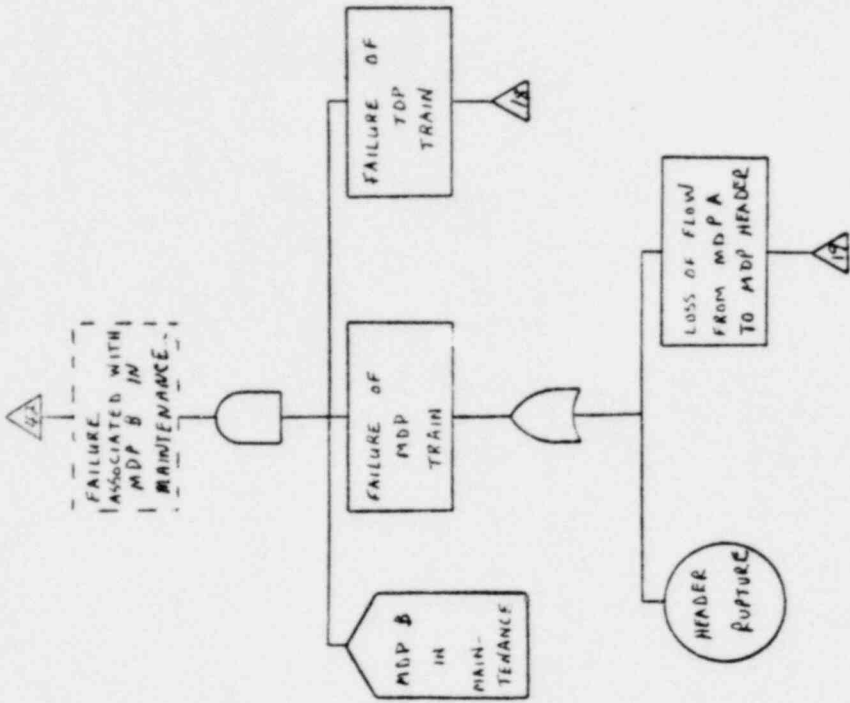 FAILURE
ASSOCIATED WITH
MDP B IN
MAINTENANCE
MDP B
IN
MAIN-
TENANCE
FAILURE OF
MDP
TRAIN
FAILURE OF
TDP
TRAIN
18
HEADER
RUPTURE
LOSS OF FLOW
FROM MDP A
TO MDP HEADER
19